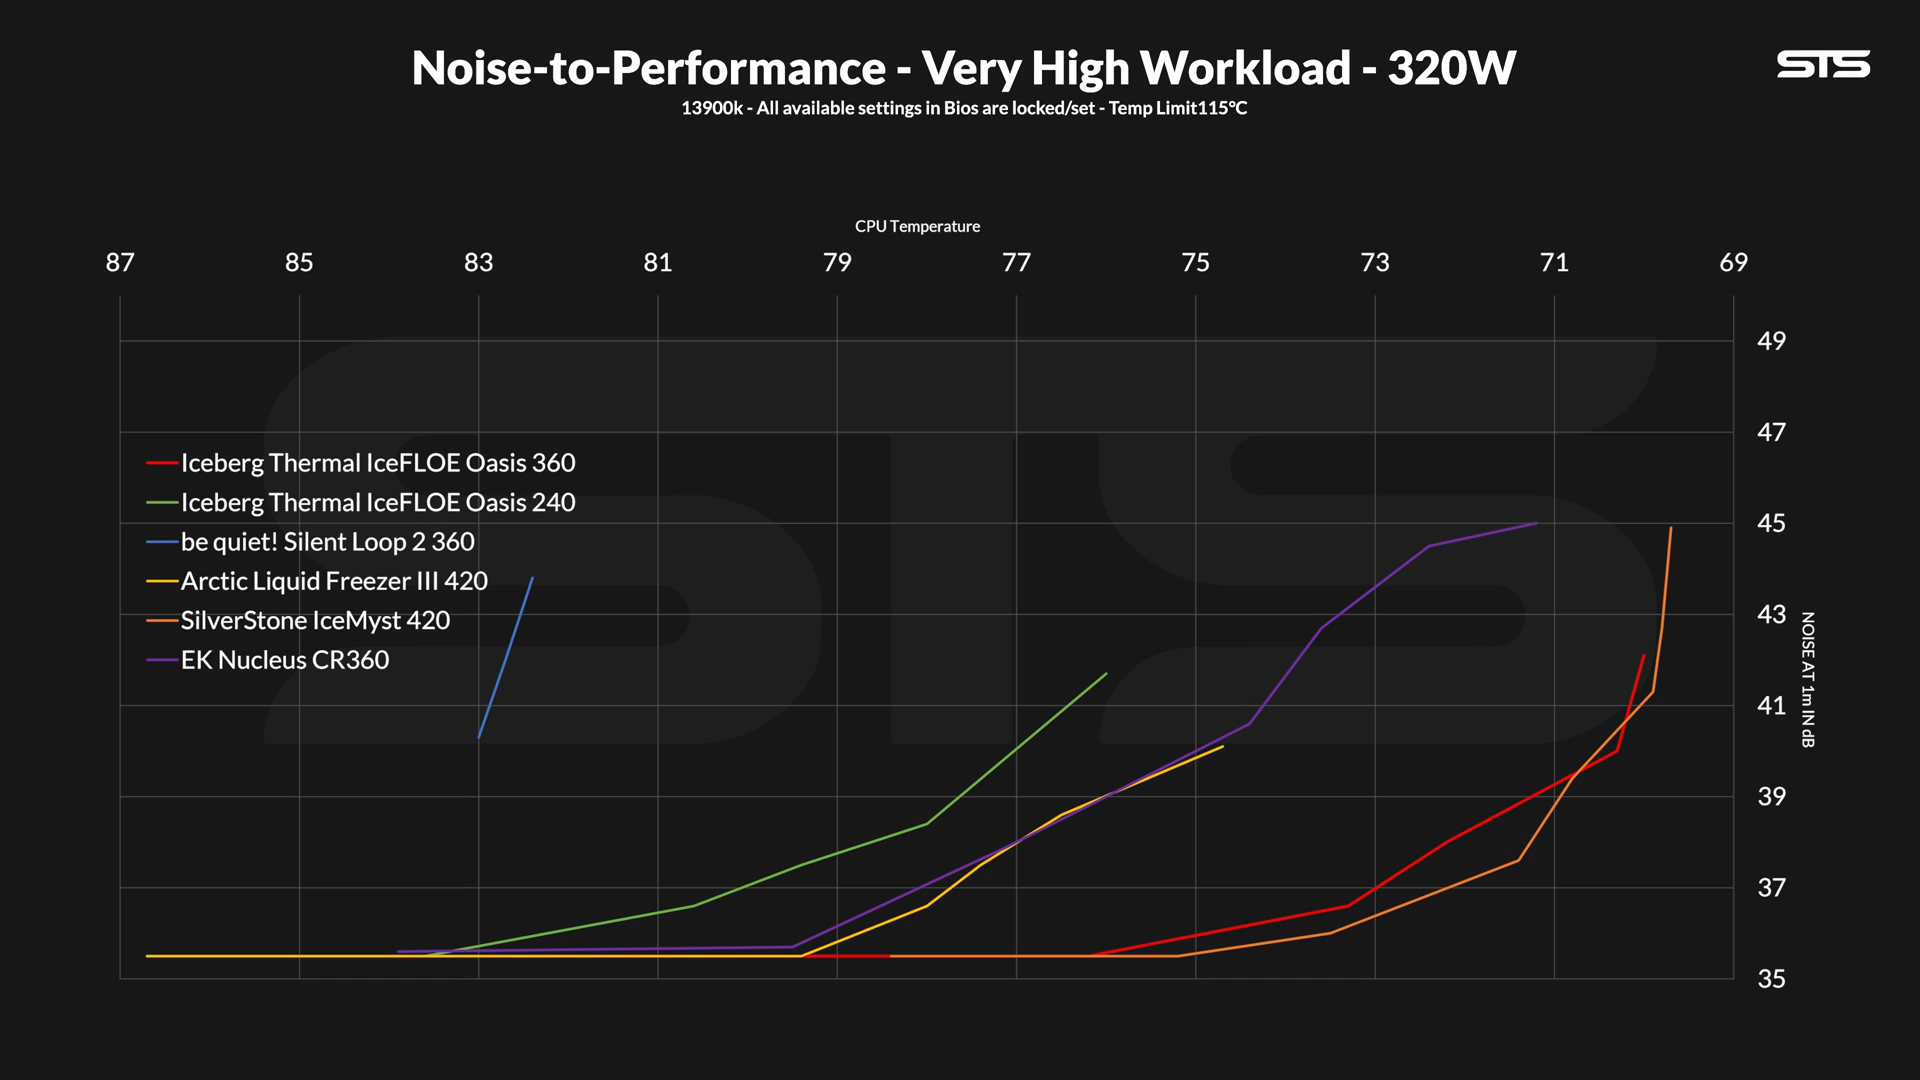 Noise-to-Performance - Very High Workload - 320W
STS
13900k - All available settings in Bios are locked/set - Temp Limit115°C
CPU Temperature
87 85 83 81 79 77 75 73 71 69
49
47
Iceberg Thermal IceFLOE Oasis 360
Iceberg Thermal IceFLOE Oasis 240
45
be quiet! Silent Loop 2 360
Arctic Liquid Freezer III 420
SilverStone IceMyst 420
43
EK Nucleus CR360
NOISE AT 1m IN dB
41
39
37
35
STS